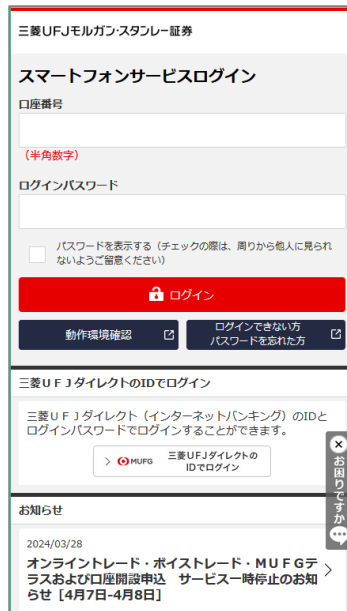 三菱UFJモルガン・スタンレー証券
スマートフォンサービスログイン
口座番号
（半角数字）
ログインパスワード
パスワードを表示する（チェックの際は、周りから他人に見られ
ないようご留意ください）
ログイン
動作環境確認
ログインできない方
パスワードを忘れた方
三菱ＵＦＪダイレクトのIDでログイン
三菱ＵＦＪダイレクト（インターネットバンキング）のIDと
ログインパスワードでログインすることができます。
MUFG
三菱UFJダイレクトの
IDでログイン
お困りですか
お知らせ
2024/03/28
オンライントレード・ボイストレード・ＭＵＦＧテ
ラスおよび口座開設申込　サービス一時停止のお知
らせ［4月7日-4月8日］